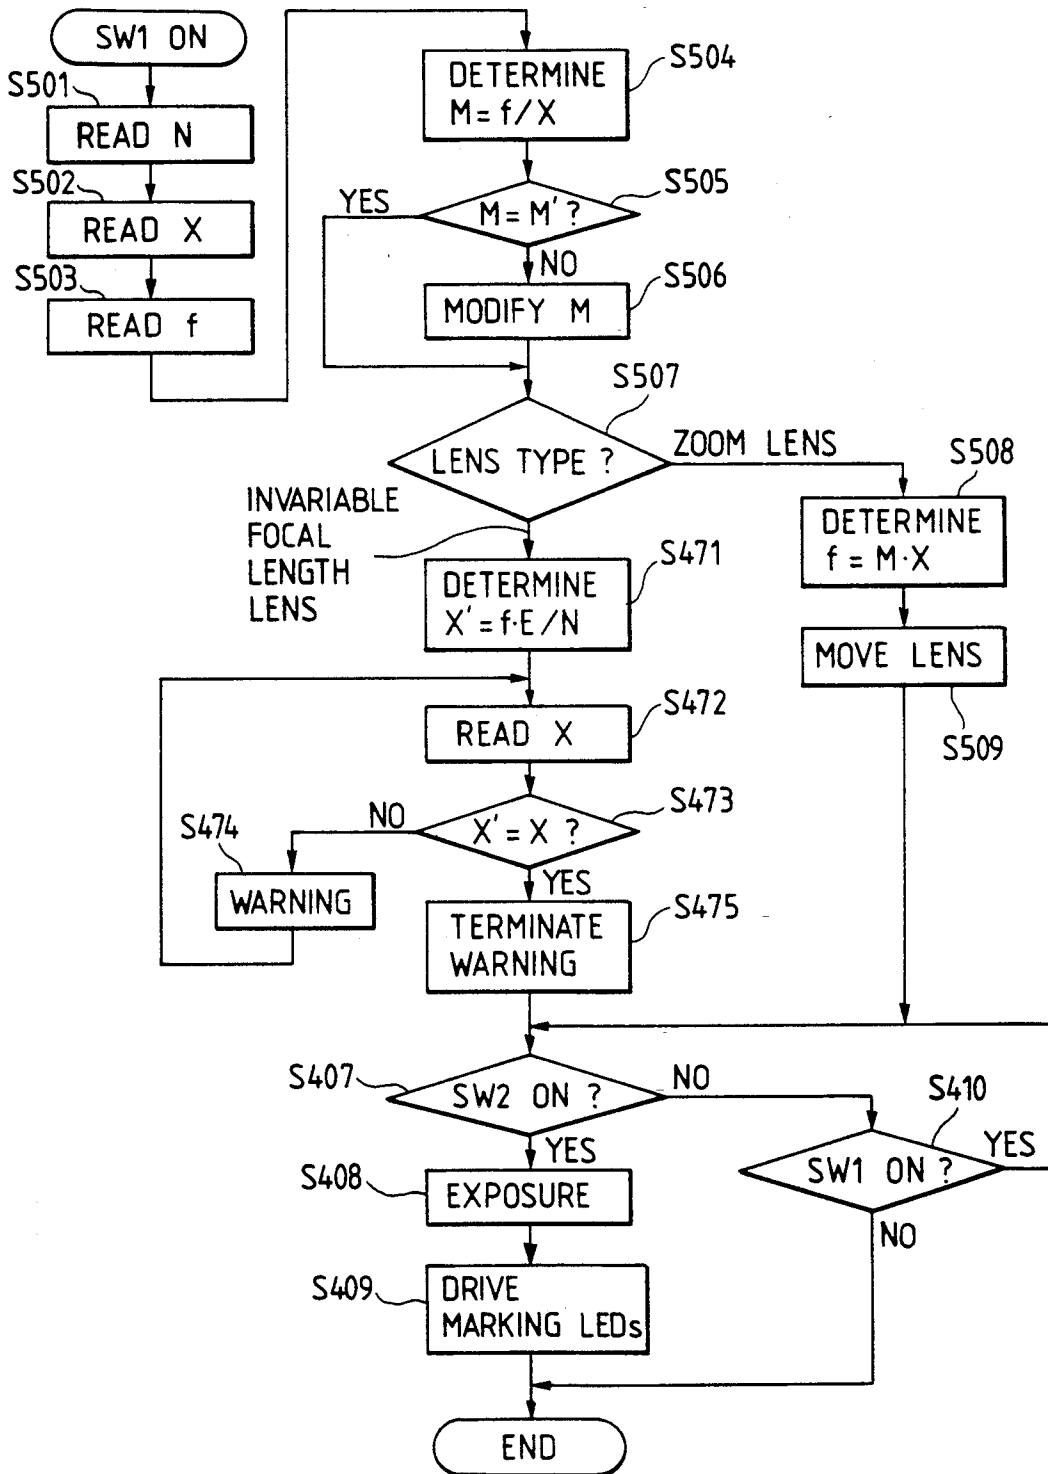 SW1 ON
S501
READ N
S502
READ X
S503
READ f
S504
DETERMINE
M = f / X
S505
M = M' ?
YES
NO
S506
MODIFY M
S507
LENS TYPE ?
ZOOM LENS
INVARIABLE
FOCAL
LENGTH
LENS
S508
DETERMINE
f = M·X
S471
DETERMINE
X' = f·E / N
MOVE LENS
S509
S472
READ X
S473
X' = X ?
NO
S474
WARNING
YES
S475
TERMINATE
WARNING
S407
SW2 ON ?
NO
S410
SW1 ON ?
YES
NO
YES
S408
EXPOSURE
S409
DRIVE
MARKING LEDs
END